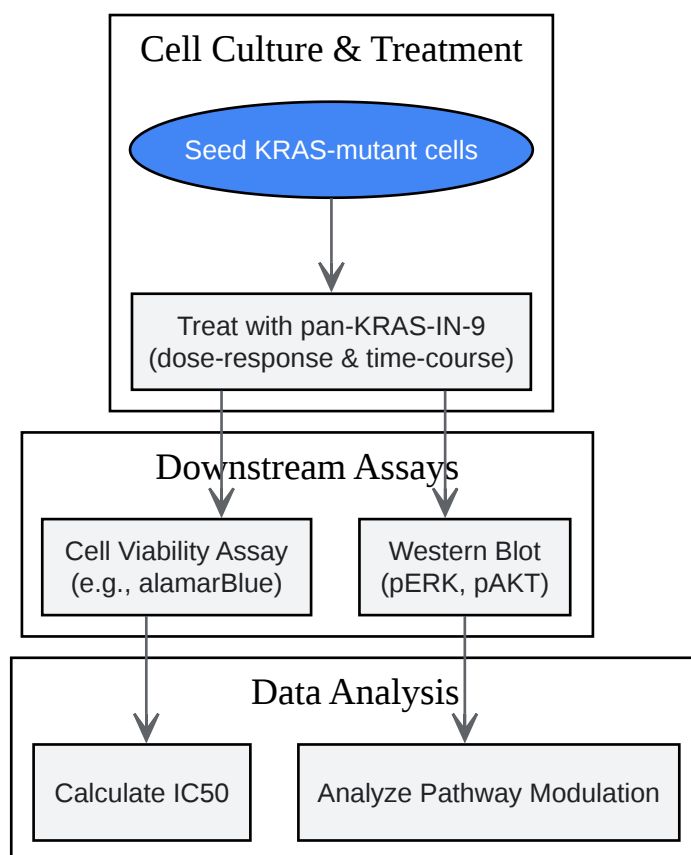 Cell Culture & Treatment
Seed KRAS-mutant cells
Treat with pan-KRAS-IN-9
(dose-response & time-course)
Downstream Assays
Cell Viability Assay
(e.g., alamarBlue)
Western Blot
(pERK, pAKT)
Data Analysis
Calculate IC50
Analyze Pathway Modulation